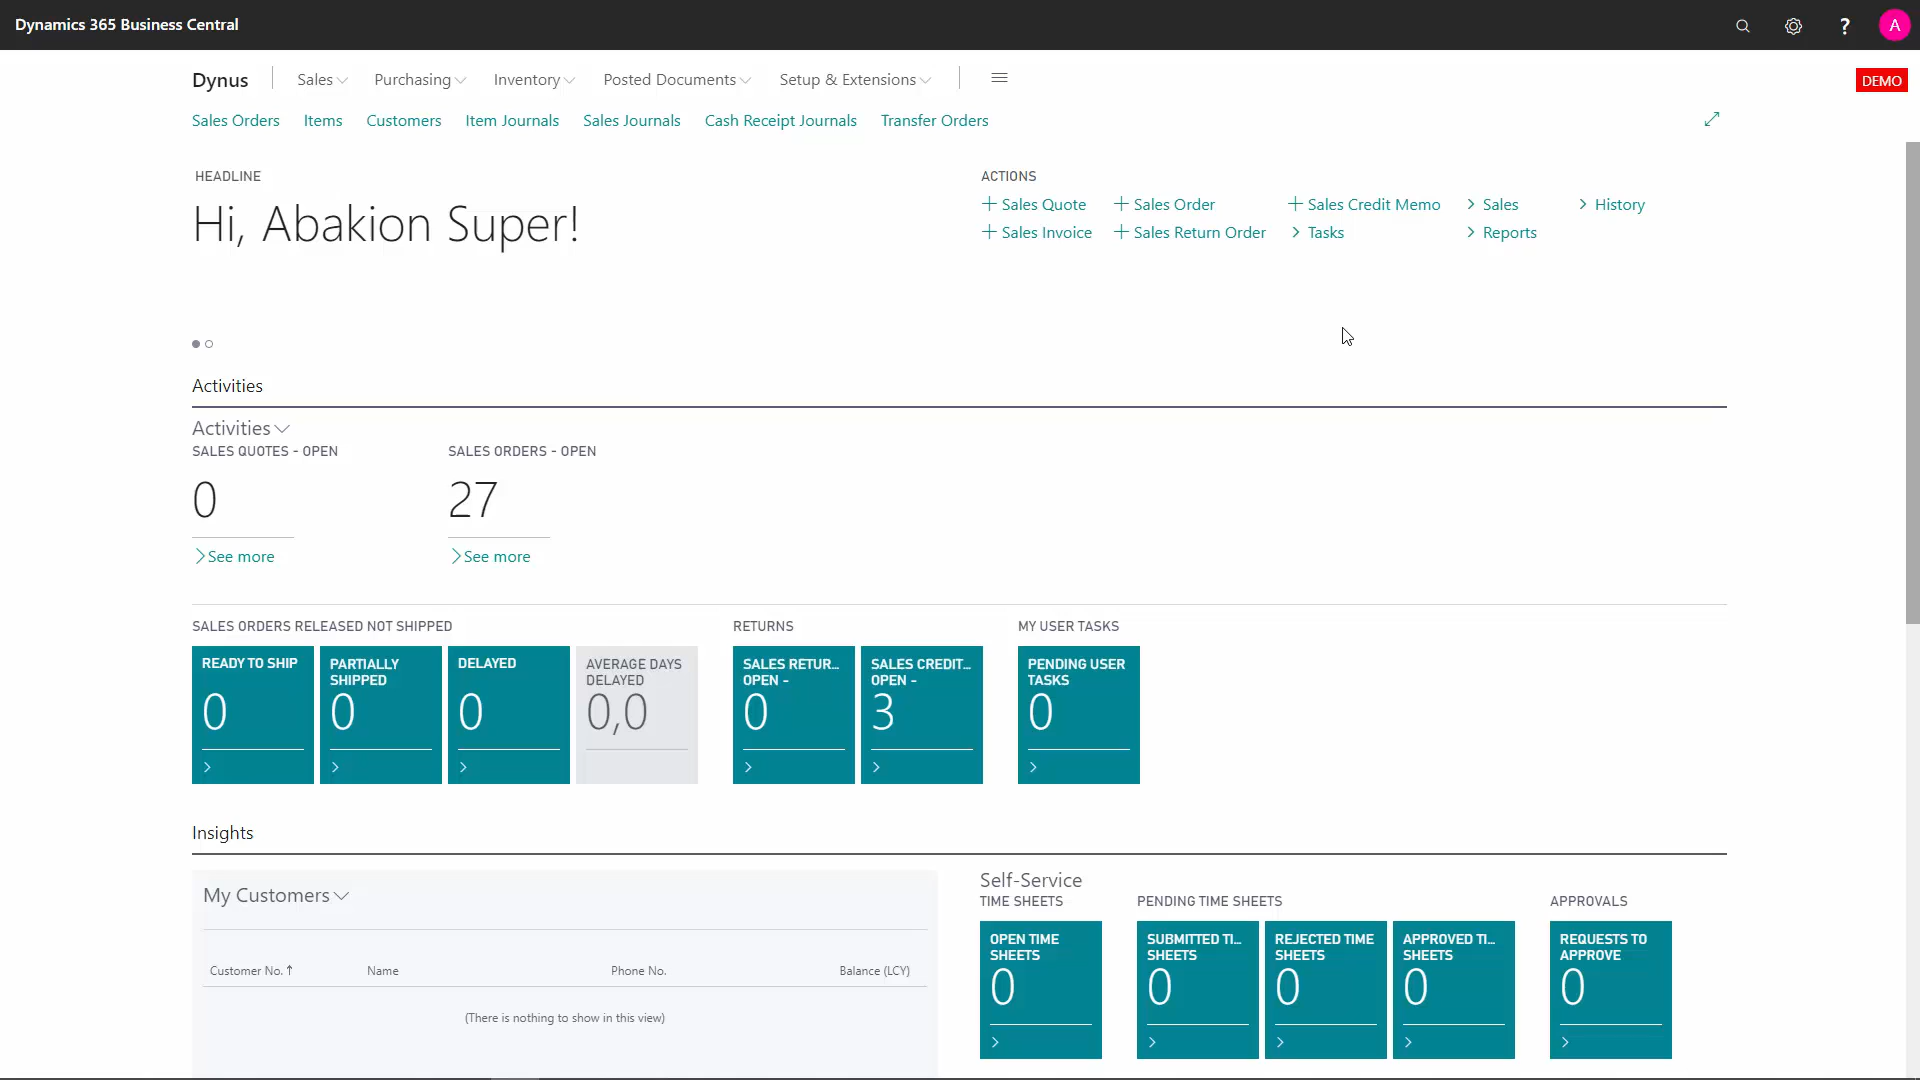 Dynamics 365 Business Central
? A
Dynus Sales Purchasing Inventory Posted Documents Setup & Extensions
DEMO
Sales Orders Items Customers Item Journals Sales Journals Cash Receipt Journals Transfer Orders
HEADLINE
Hi, Abakion Super!
ACTIONS
Sales Quote Sales Order Sales Credit Memo Sales History
Sales Invoice Sales Return Order Tasks Reports
Activities
Activities
SALES QUOTES - OPEN
0
See more
SALES ORDERS - OPEN
27
See more
SALES ORDERS RELEASED NOT SHIPPED
READY TO SHIP
0
PARTIALLY
SHIPPED
0
DELAYED
0
AVERAGE DAYS
DELAYED
0,0
RETURNS
SALES RETUR...
OPEN -
0
SALES CREDIT...
OPEN -
3
MY USER TASKS
PENDING USER
TASKS
0
Insights
My Customers
Customer No. ↑ Name Phone No. Balance (LCY)
(There is nothing to show in this view)
Self-Service
TIME SHEETS
OPEN TIME
SHEETS
0
PENDING TIME SHEETS
SUBMITTED TI...
SHEETS
0
REJECTED TIME
SHEETS
0
APPROVED TI...
SHEETS
0
APPROVALS
REQUESTS TO
APPROVE
0